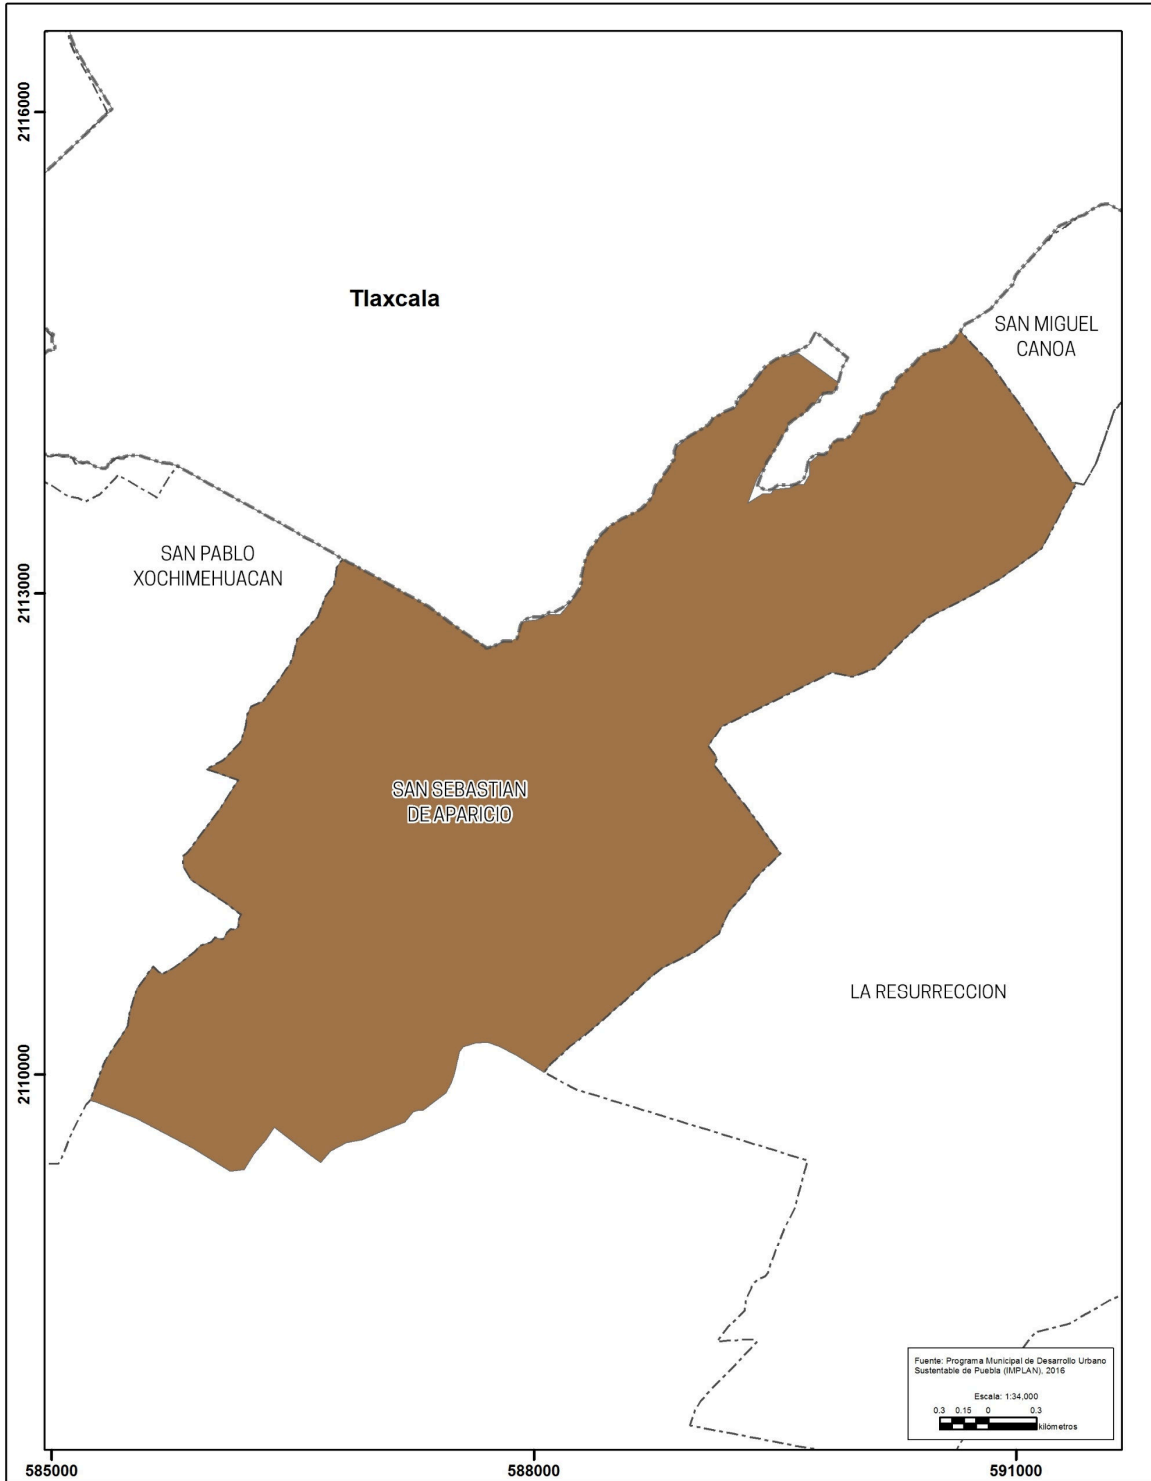 2116000
Tlaxcala
SAN MIGUEL
CANOA
SAN PABLO
XOCHIMEHUACAN
2113000
SAN SEBASTIAN
DE APARICIO
LA RESURRECCION
2110000
Fuente: Programa Municipal de Desarrollo Urbano
Sustentable de Puebla (IMPLAN), 2016
Escala: 1:34,000
0.3 0.15 0 0.3
kilómetros
585000 588000 591000